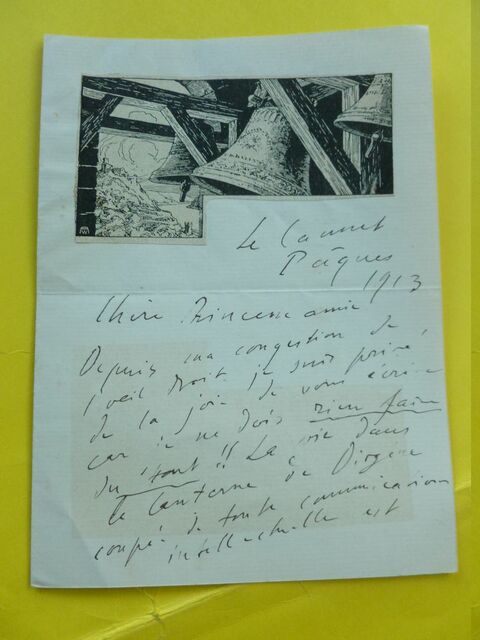 Le Cannet
Pâques
1913
Chère Princesse amie
Depuis ma congestion de
l'oeil droit je suis privé,
de la joie de vous écrire
car je ne dois rien faire
du tout !! La vie dans
la lanterne de Diogène
coupée de toute communication
intellectuelle est